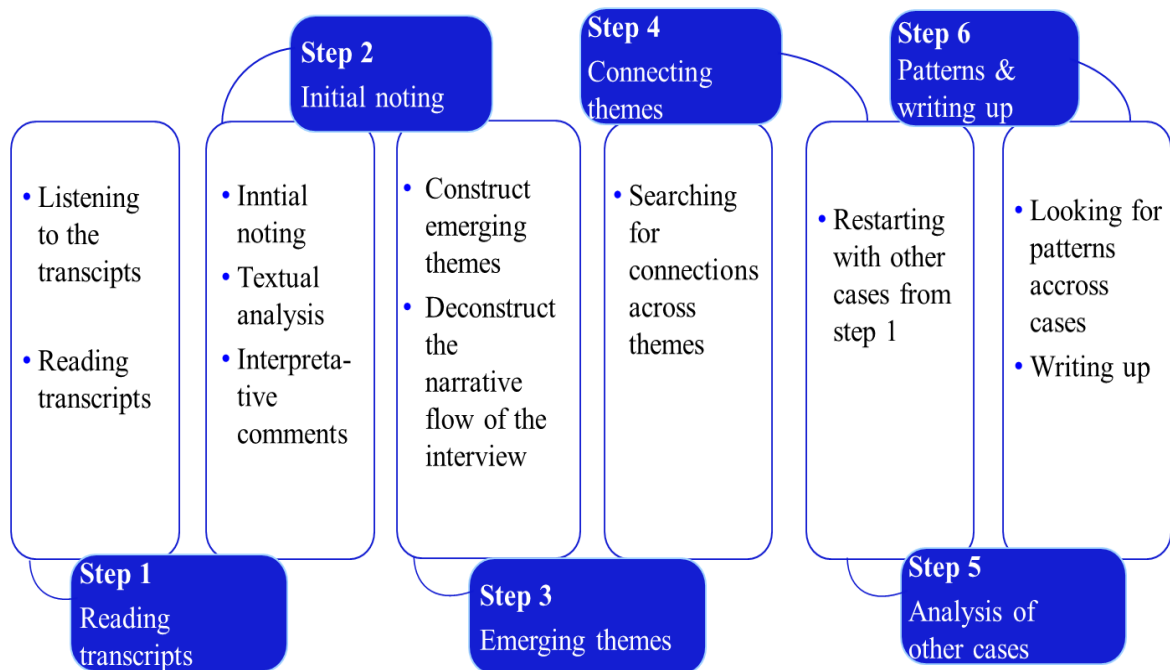 Step 1
Reading
transcripts
• Listening
to the
transcipts
• Reading
transcripts
Step 2
Initial noting
• Inntial
noting
• Textual
analysis
• Interpreta-
tive
comments
Step 3
Emerging themes
• Construct
emerging
themes
• Deconstruct
the
narrative
flow of the
interview
Step 4
Connecting
themes
• Searching
for
connections
across
themes
Step 5
Analysis of
other cases
• Restarting
with other
cases from
step 1
Step 6
Patterns &
writing up
• Looking for
patterns
accross
cases
• Writing up